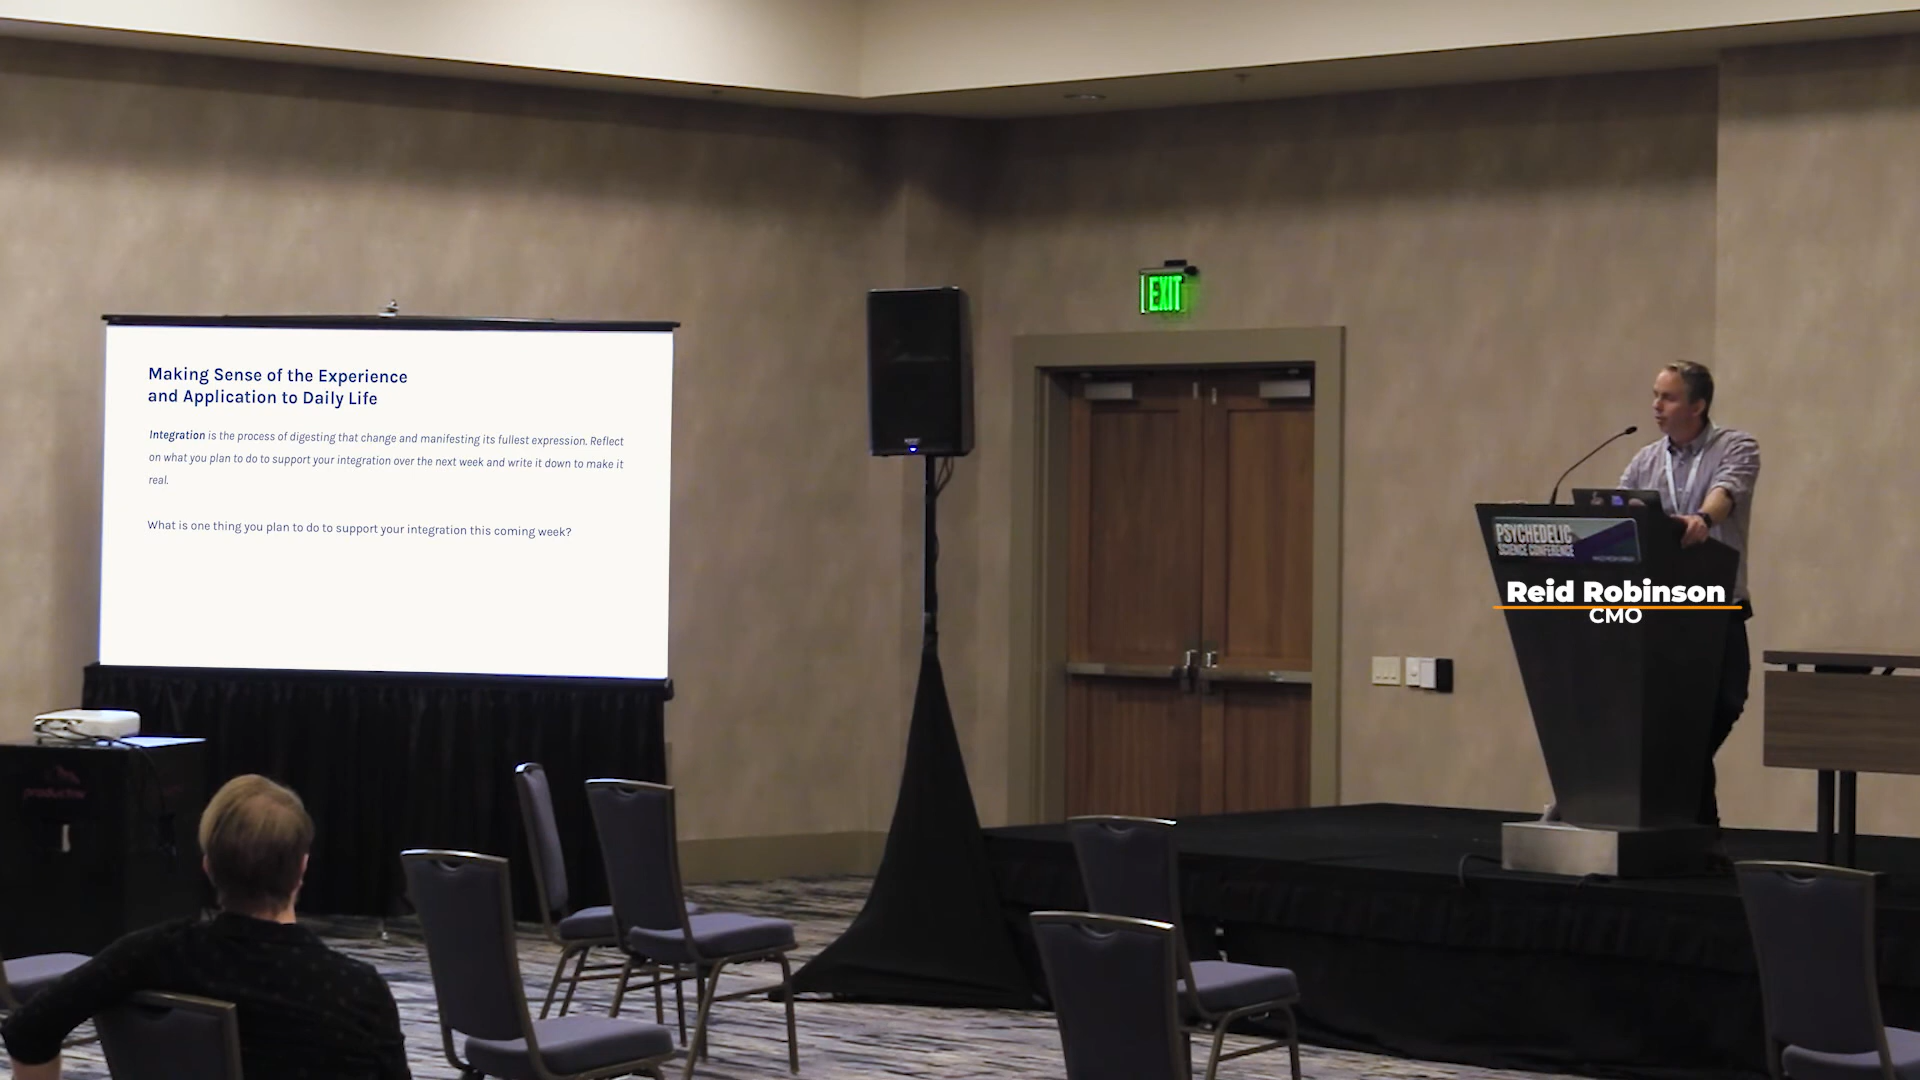 EXIT
Making Sense of the Experience
and Application to Daily Life
Integration is the process of digesting that change and manifesting its fullest expression. Reflect
on what you plan to do to support your integration over the next week and write it down to make it
real.
What is one thing you plan to do to support your integration this coming week?
PSYCHEDELIC
SCIENCE CONFERENCE
Reid Robinson
CMO